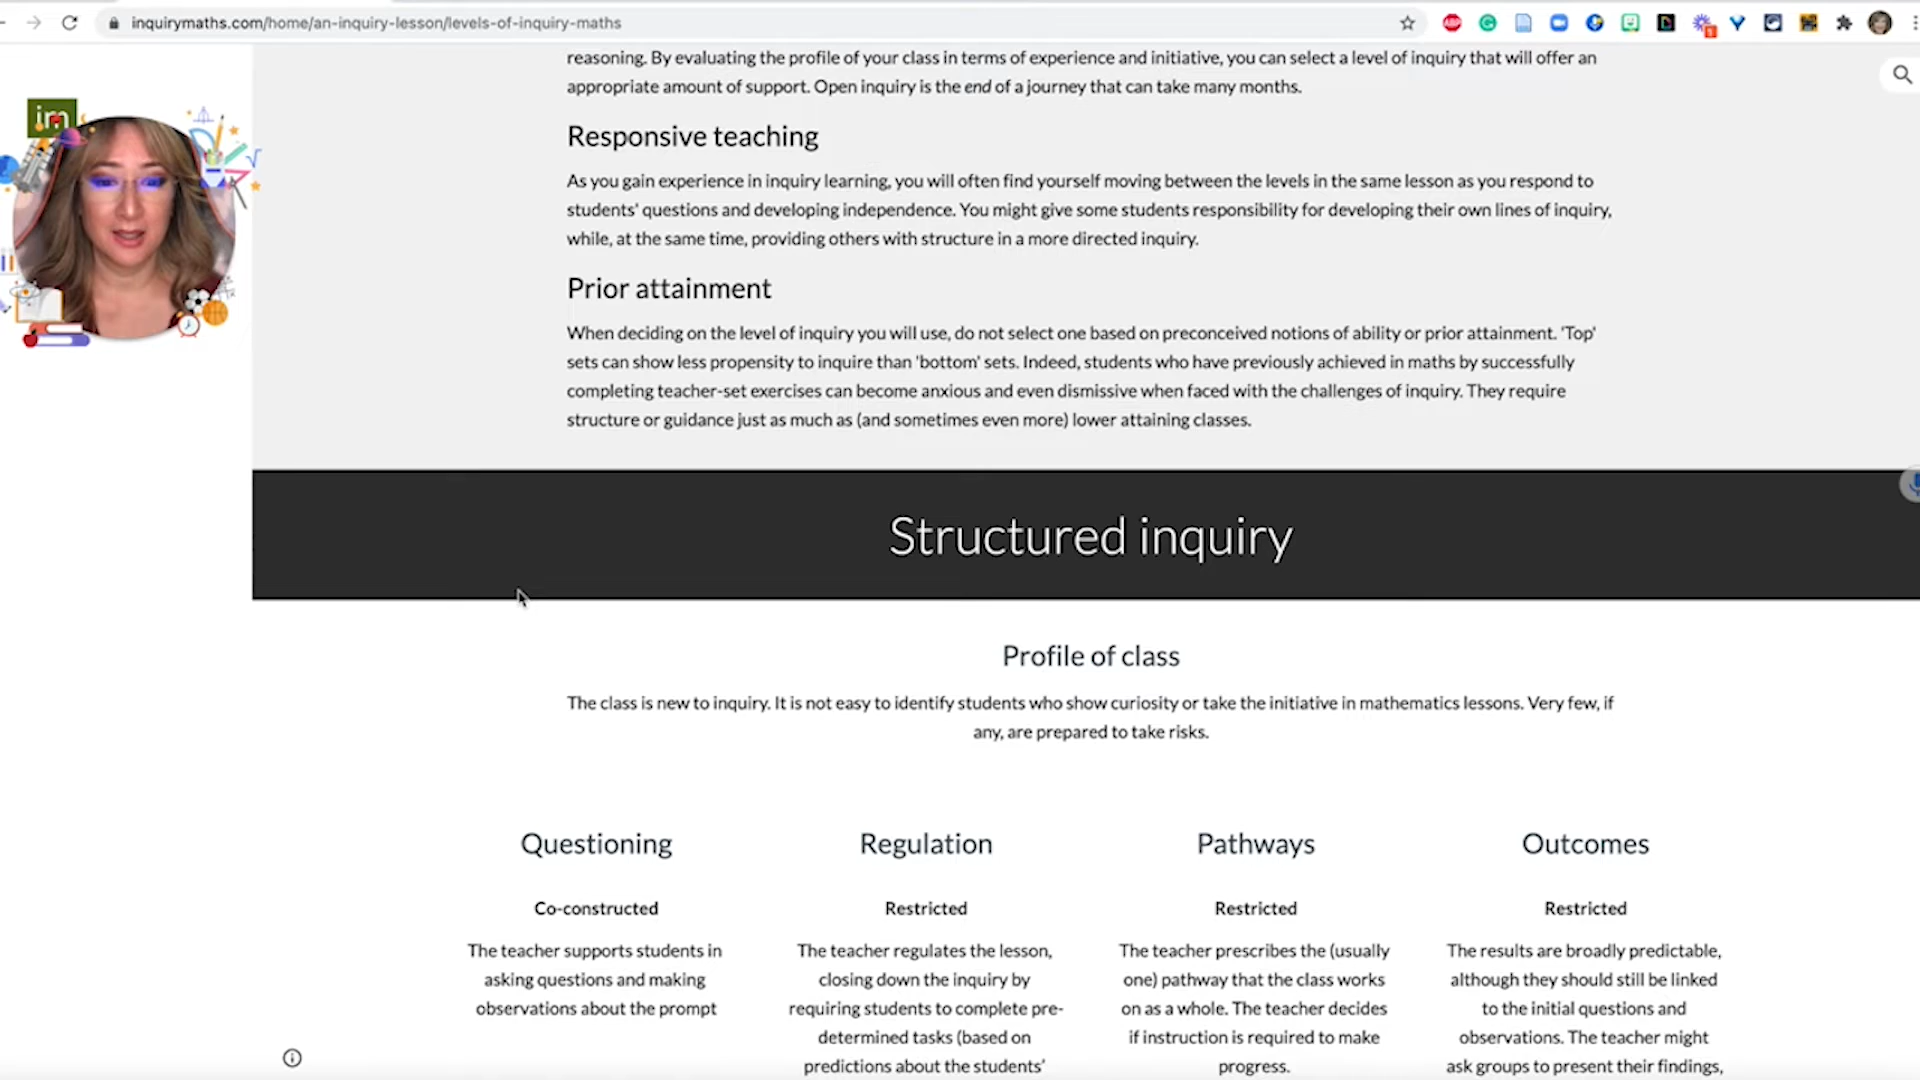 inquirymaths.com/home/an-inquiry-lesson/levels-of-inquiry-maths
reasoning. By evaluating the profile of your class in terms of experience and initiative, you can select a level of inquiry that will offer an
appropriate amount of support. Open inquiry is the end of a journey that can take many months.
im
Responsive teaching
As you gain experience in inquiry learning, you will often find yourself moving between the levels in the same lesson as you respond to
students' questions and developing independence. You might give some students responsibility for developing their own lines of inquiry,
while, at the same time, providing others with structure in a more directed inquiry.
Prior attainment
When deciding on the level of inquiry you will use, do not select one based on preconceived notions of ability or prior attainment. 'Top'
sets can show less propensity to inquire than 'bottom' sets. Indeed, students who have previously achieved in maths by successfully
completing teacher-set exercises can become anxious and even dismissive when faced with the challenges of inquiry. They require
structure or guidance just as much as (and sometimes even more) lower attaining classes.
Structured inquiry
Profile of class
The class is new to inquiry. It is not easy to identify students who show curiosity or take the initiative in mathematics lessons. Very few, if
any, are prepared to take risks.
Questioning
Co-constructed
The teacher supports students in
asking questions and making
observations about the prompt
Regulation
Restricted
The teacher regulates the lesson,
closing down the inquiry by
requiring students to complete pre-
determined tasks (based on
predictions about the students'
Pathways
Restricted
The teacher prescribes the (usually
one) pathway that the class works
on as a whole. The teacher decides
if instruction is required to make
progress.
Outcomes
Restricted
The results are broadly predictable,
although they should still be linked
to the initial questions and
observations. The teacher might
ask groups to present their findings,